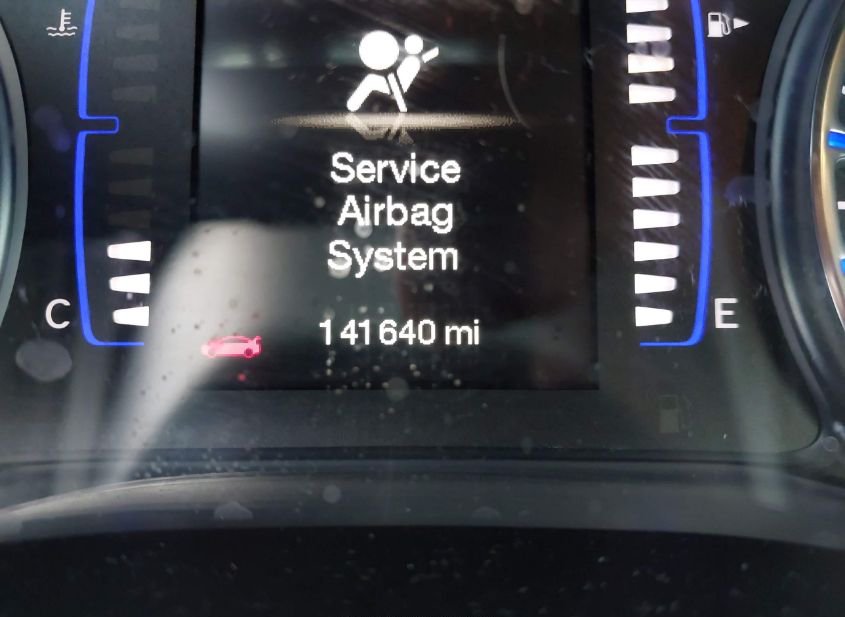 Service
Airbag
System
C
E
141640 mi